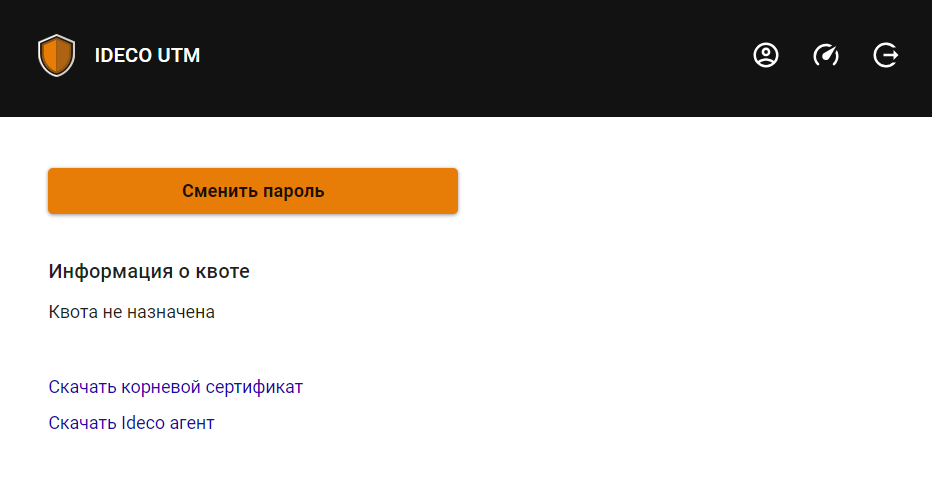 IDECO UTM
Сменить пароль
Информация о квоте
Квота не назначена
Скачать корневой сертификат
Скачать Ideco агент